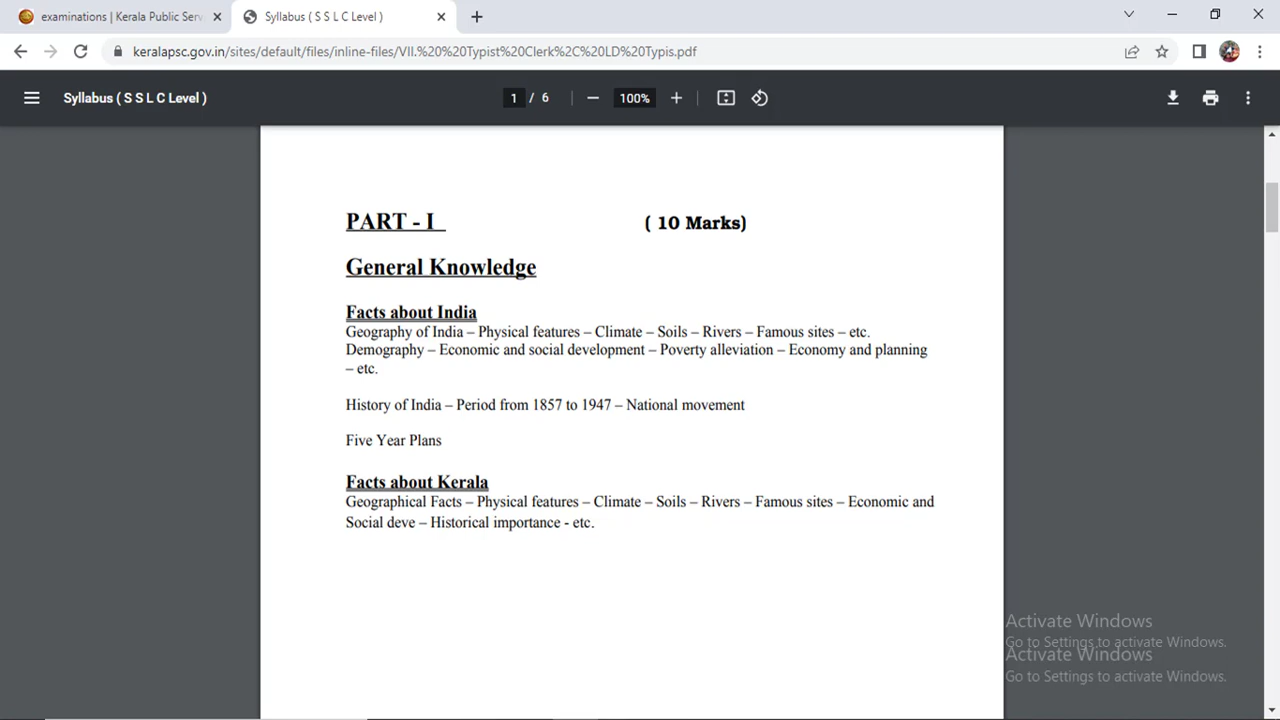 examinations | Kerala Public Serv
Syllabus ( S S L C Level )
keralapsc.gov.in/sites/default/files/inline-files/VII.%20%20Typist%20Clerk%2C%20LD%20Typis.pdf
Syllabus ( S S L C Level )
1 / 6
100%
PART - I ( 10 Marks)
General Knowledge
Facts about India
Geography of India – Physical features – Climate – Soils – Rivers – Famous sites – etc.
Demography – Economic and social development – Poverty alleviation – Economy and planning
– etc.
History of India – Period from 1857 to 1947 – National movement
Five Year Plans
Facts about Kerala
Geographical Facts – Physical features – Climate – Soils – Rivers – Famous sites – Economic and
Social deve – Historical importance - etc.
Activate Windows
Go to Settings to activate Windows.
Activate Windows
Go to Settings to activate Windows.